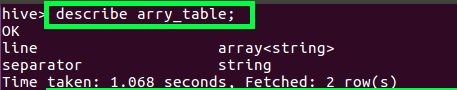 hive> describe arry_table;
OK
line                    array<string>
separator               string
Time taken: 1.068 seconds, Fetched: 2 row(s)